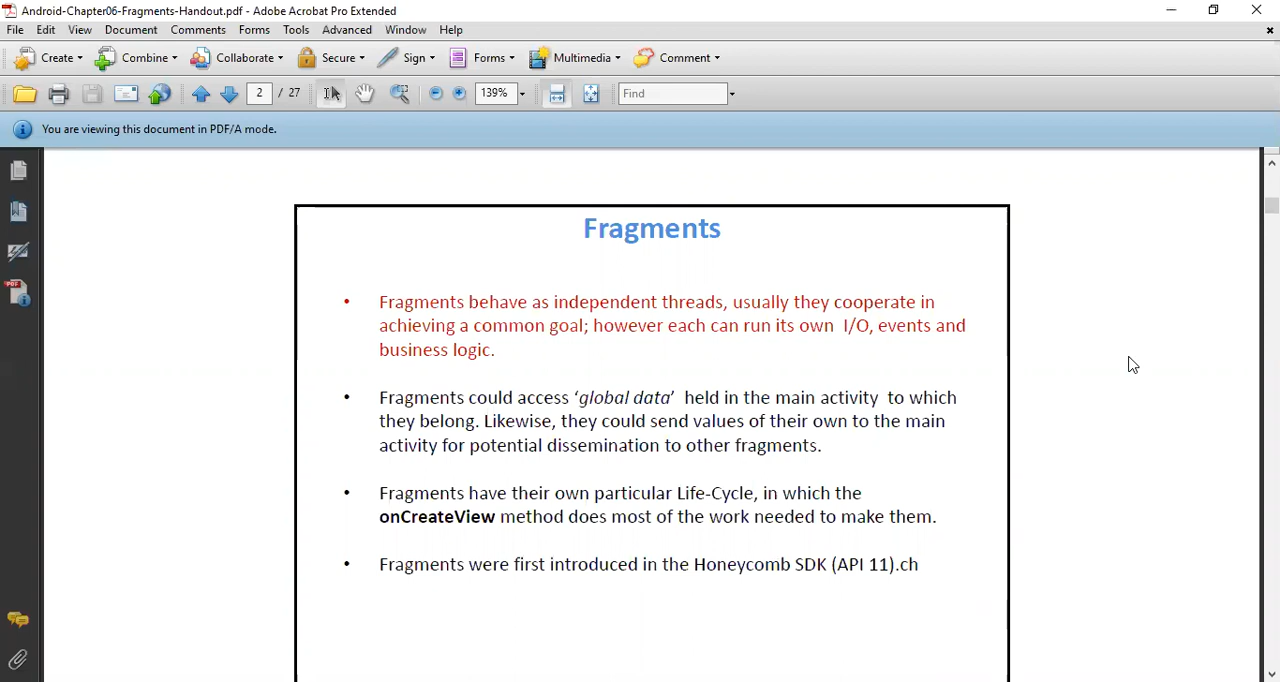 Android-Chapter06-Fragments-Handout.pdf - Adobe Acrobat Pro Extended
File Edit View Document Comments Forms Tools Advanced Window Help
Create Combine Collaborate Secure Sign Forms Multimedia Comment
2 / 27 139% Find
You are viewing this document in PDF/A mode.
Fragments
• Fragments behave as independent threads, usually they cooperate in
achieving a common goal; however each can run its own I/O, events and
business logic.
• Fragments could access ‘global data’ held in the main activity to which
they belong. Likewise, they could send values of their own to the main
activity for potential dissemination to other fragments.
• Fragments have their own particular Life-Cycle, in which the
onCreateView method does most of the work needed to make them.
• Fragments were first introduced in the Honeycomb SDK (API 11).ch